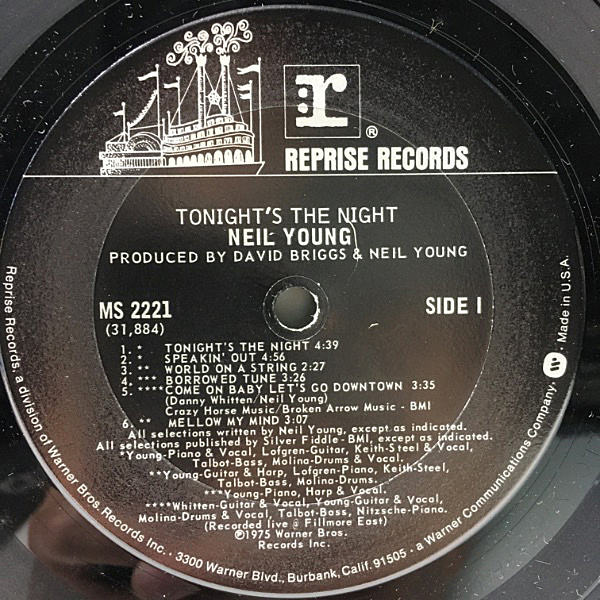 r ®
REPRISE RECORDS
TONIGHT'S THE NIGHT
NEIL YOUNG
PRODUCED BY DAVID BRIGGS & NEIL YOUNG
MS 2221 SIDE 1
(31,884)
1. * TONIGHT'S THE NIGHT 4:39
2. * SPEAKIN' OUT 4:56
3. ** WORLD ON A STRING 2:27
4. *** BORROWED TUNE 3:26
5. ****COME ON BABY LET'S GO DOWNTOWN 3:35
(Danny Whitten/Neil Young)
Crazy Horse Music/Broken Arrow Music - BMI
6. ** MELLOW MY MIND 3:07
All selections written by Neil Young, except as indicated.
All selections published by Silver Fiddle-BMI, except as indicated.
*Young-Piano & Vocal, Lofgren-Guitar, Keith-Steel & Vocal,
Talbot-Bass, Molina-Drums & Vocal.
**Young-Guitar & Harp, Lofgren-Piano, Keith-Steel,
Talbot-Bass, Molina-Drums.
***Young-Piano, Harp & Vocal.
****Whitten-Guitar & Vocal, Young-Guitar & Vocal,
Molina-Drums & Vocal, Talbot-Bass, Nitzsche-Piano.
(Recorded live @ Fillmore East)
©1975 Warner Bros.
Records Inc.
Reprise Records, a division of Warner Bros. Records Inc. · 3300 Warner Blvd., Burbank, Calif. 91505 · a Warner Communications Company. W · Made in U.S.A.